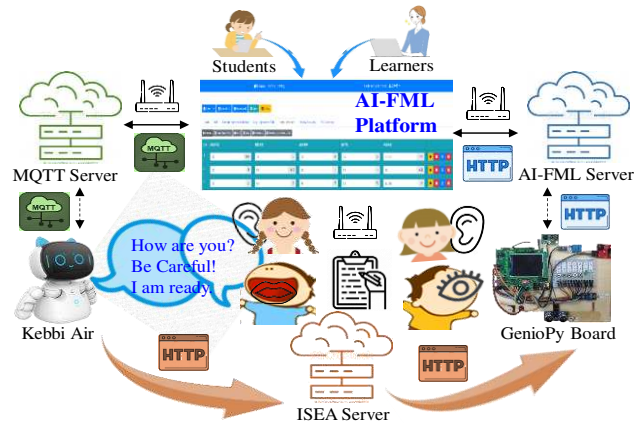 Students
Learners
AI-FML
Platform
MQTT
HTTP
MQTT Server
AI-FML Server
MQTT
HTTP
How are you?
Be Careful!
I am ready.
Kebbi Air
GenioPy Board
HTTP
HTTP
ISEA Server